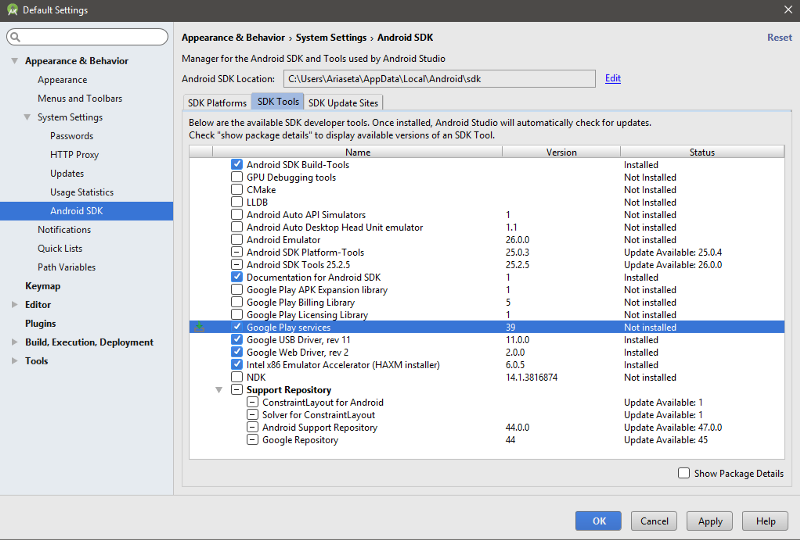 Default Settings
Appearance & Behavior
Appearance
Menus and Toolbars
System Settings
Passwords
HTTP Proxy
Updates
Usage Statistics
Android SDK
Notifications
Quick Lists
Path Variables
Keymap
Editor
Plugins
Build, Execution, Deployment
Tools
Appearance & Behavior › System Settings › Android SDK Reset
Manager for the Android SDK and Tools used by Android Studio
Android SDK Location: C:\Users\Ariaseta\AppData\Local\Android\sdk Edit
SDK Platforms SDK Tools SDK Update Sites
Below are the available SDK developer tools. Once installed, Android Studio will automatically check for updates.
Check "show package details" to display available versions of an SDK Tool.
Name Version Status
Android SDK Build-Tools Installed
GPU Debugging tools Not Installed
CMake Not Installed
LLDB Not Installed
Android Auto API Simulators 1 Not installed
Android Auto Desktop Head Unit emulator 1.1 Not installed
Android Emulator 26.0.0 Not installed
Android SDK Platform-Tools 25.0.3 Update Available: 25.0.4
Android SDK Tools 25.2.5 25.2.5 Update Available: 26.0.0
Documentation for Android SDK 1 Installed
Google Play APK Expansion library 1 Not installed
Google Play Billing Library 5 Not installed
Google Play Licensing Library 1 Not installed
Google Play services 39 Not installed
Google USB Driver, rev 11 11.0.0 Installed
Google Web Driver, rev 2 2.0.0 Installed
Intel x86 Emulator Accelerator (HAXM installer) 6.0.5 Installed
NDK 14.1.3816874 Not installed
Support Repository
ConstraintLayout for Android Update Available: 1
Solver for ConstraintLayout Update Available: 1
Android Support Repository 44.0.0 Update Available: 47.0.0
Google Repository 44 Update Available: 45
Show Package Details
OK Cancel Apply Help